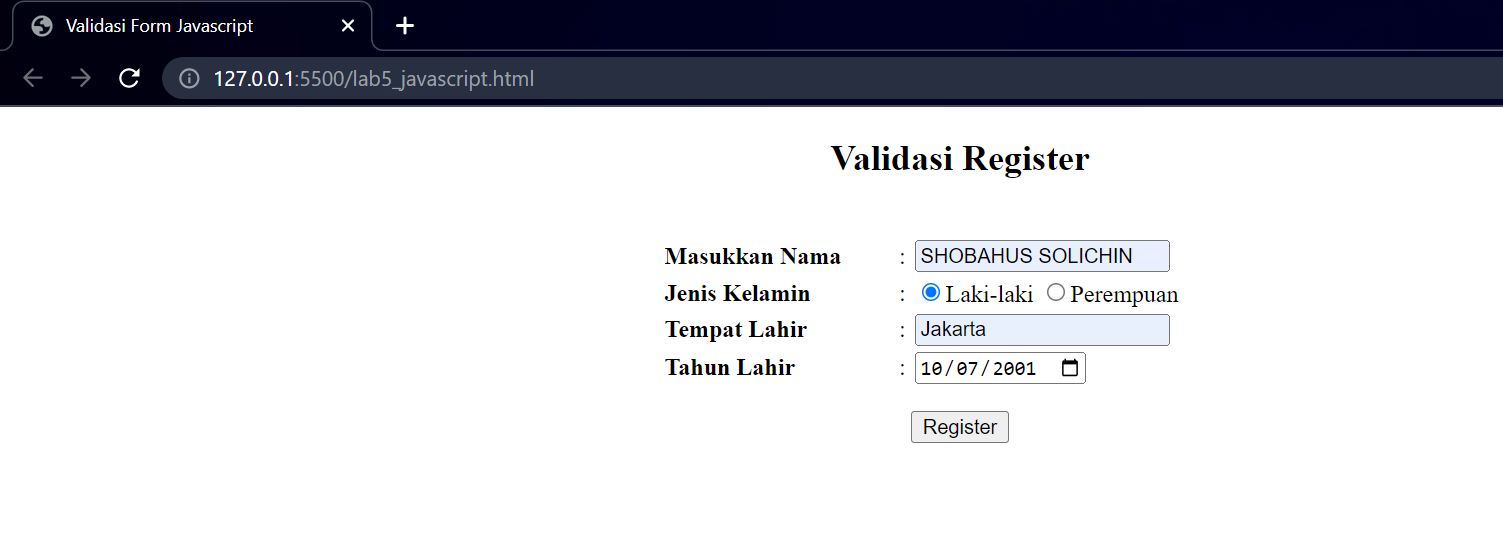 Validasi Form Javascript
127.0.0.1:5500/lab5_javascript.html
Validasi Register
Masukkan Nama : SHOBAHUS SOLICHIN
Jenis Kelamin : Laki-laki Perempuan
Tempat Lahir : Jakarta
Tahun Lahir : 10/07/2001
Register